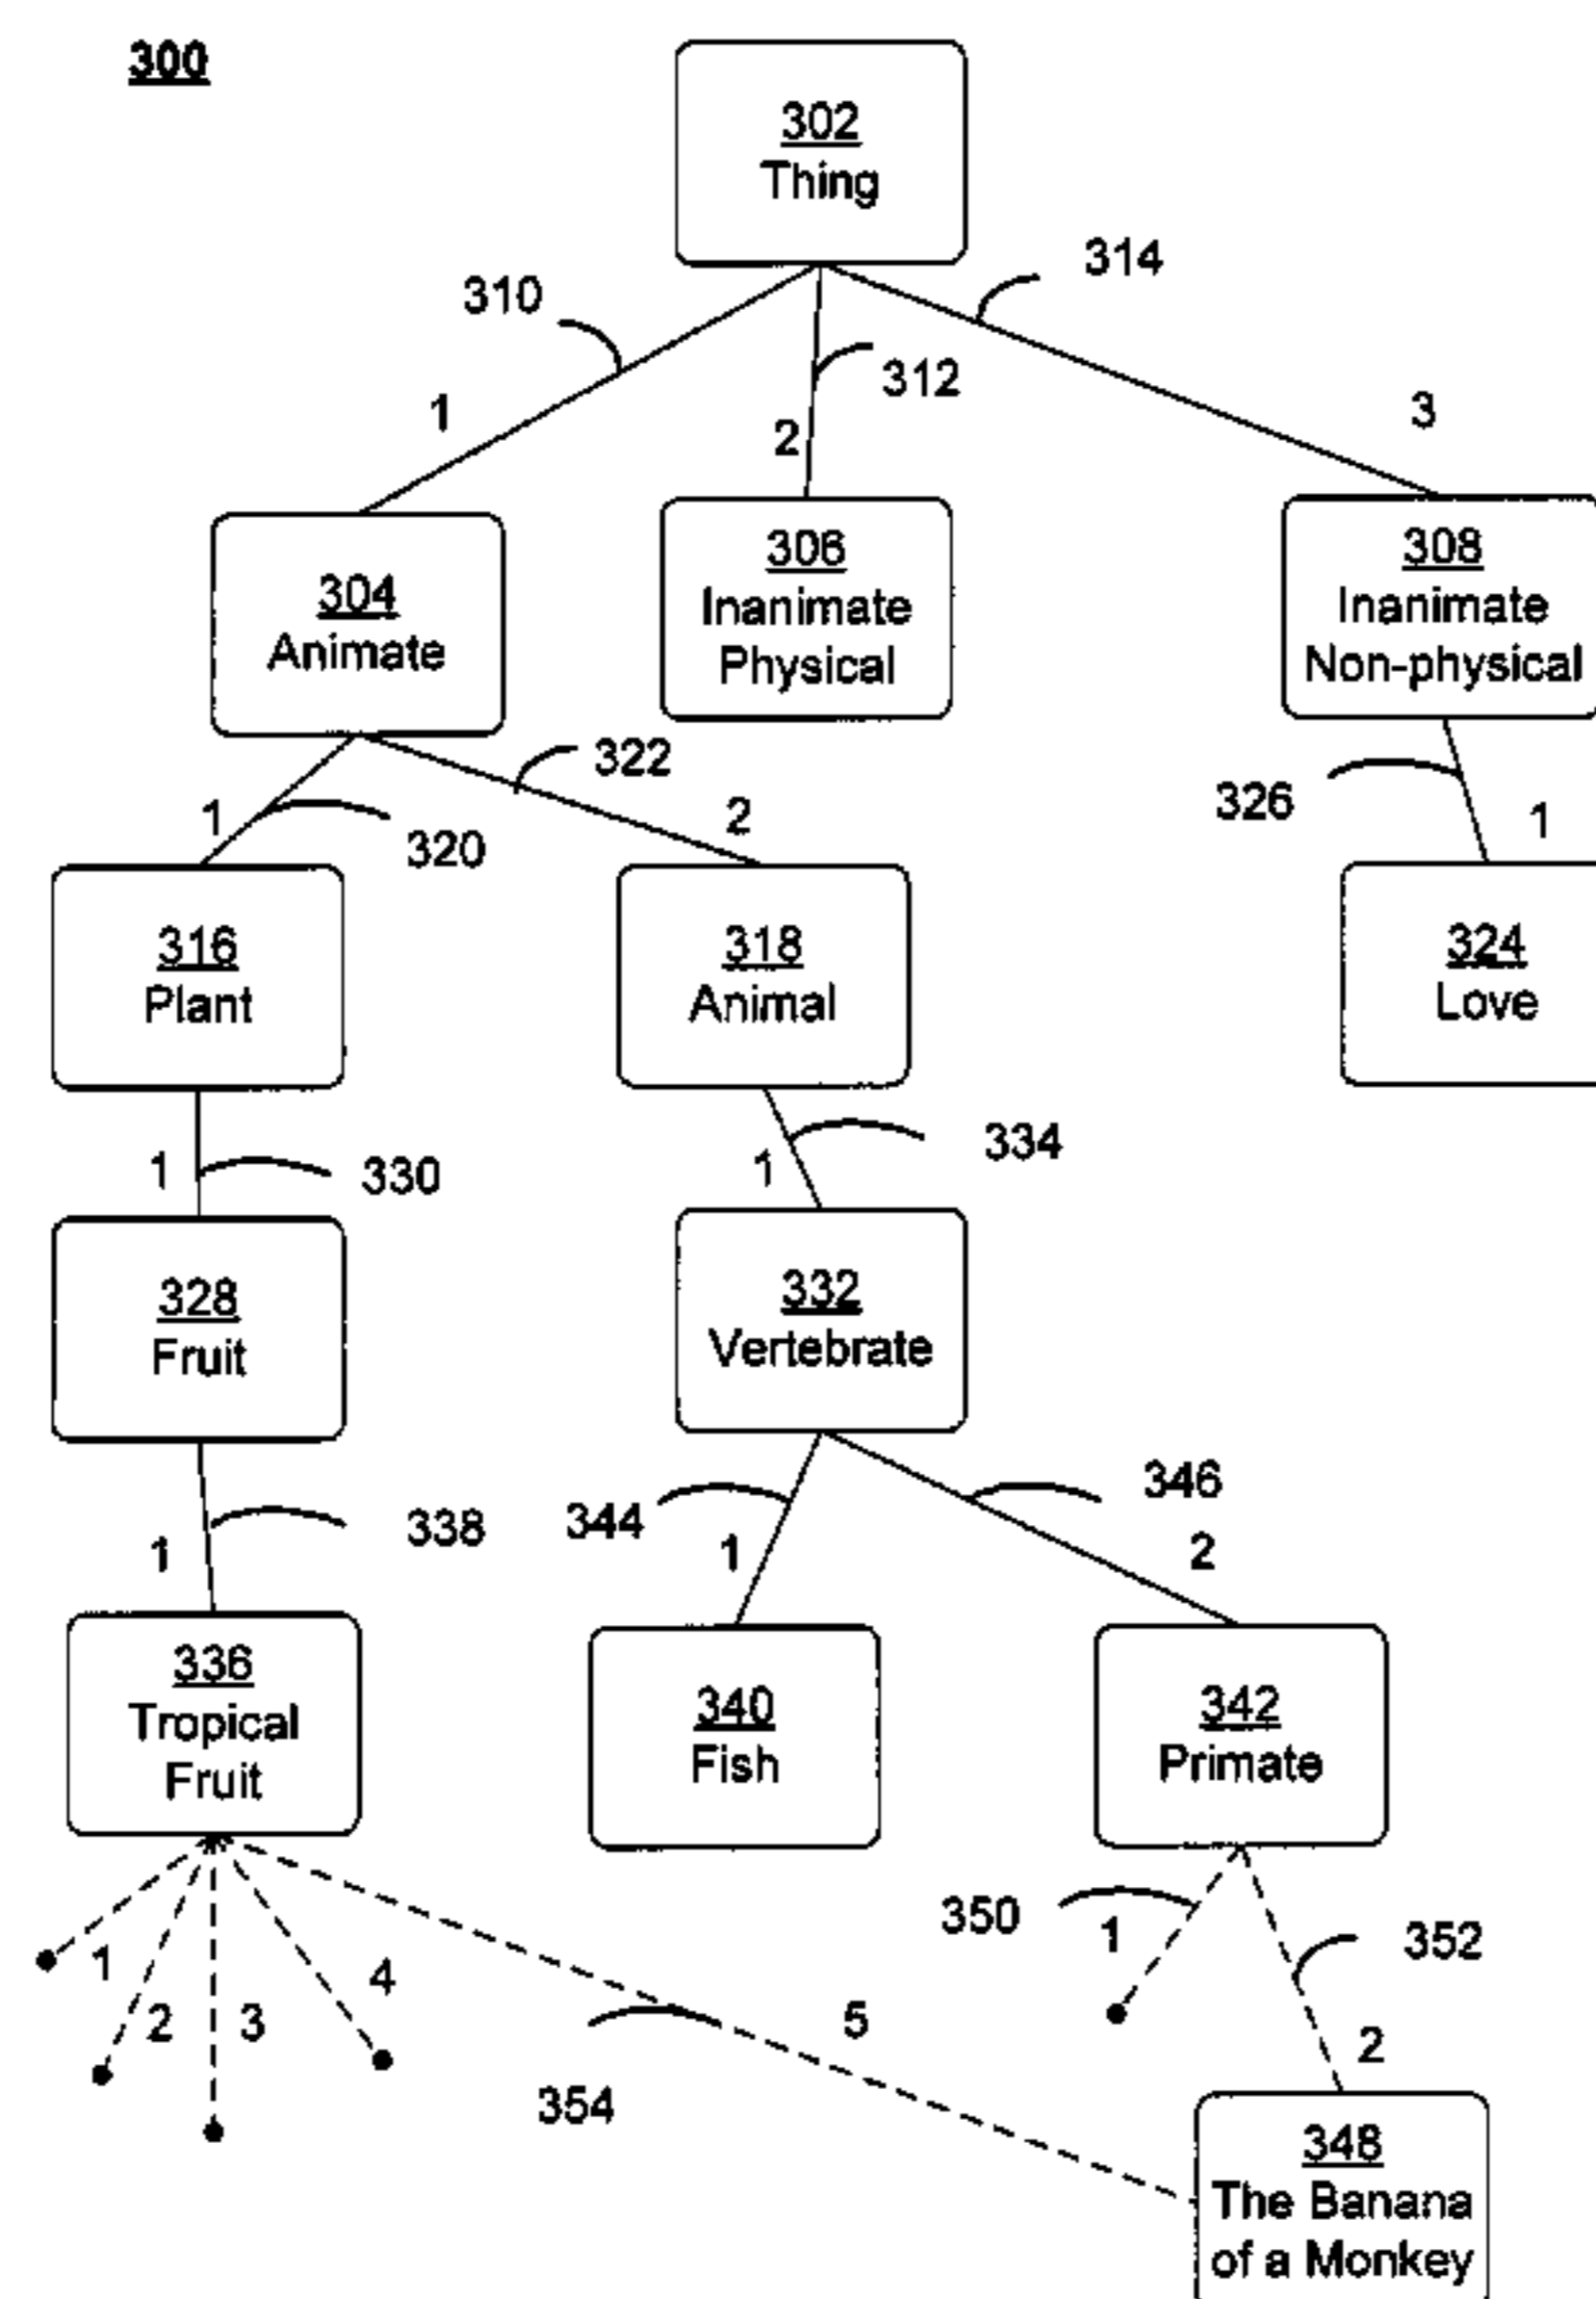 300
302
Thing
310
314
312
1
2
3
304
Animate
306
Inanimate
Physical
308
Inanimate
Non-physical
322
326
1
320
2
1
316
Plant
318
Animal
324
Love
334
1
330
1
328
Fruit
332
Vertebrate
338
1
344
346
1
2
336
Tropical
Fruit
340
Fish
342
Primate
350
1
352
1
2
3
4
5
2
354
348
The Banana
of a Monkey